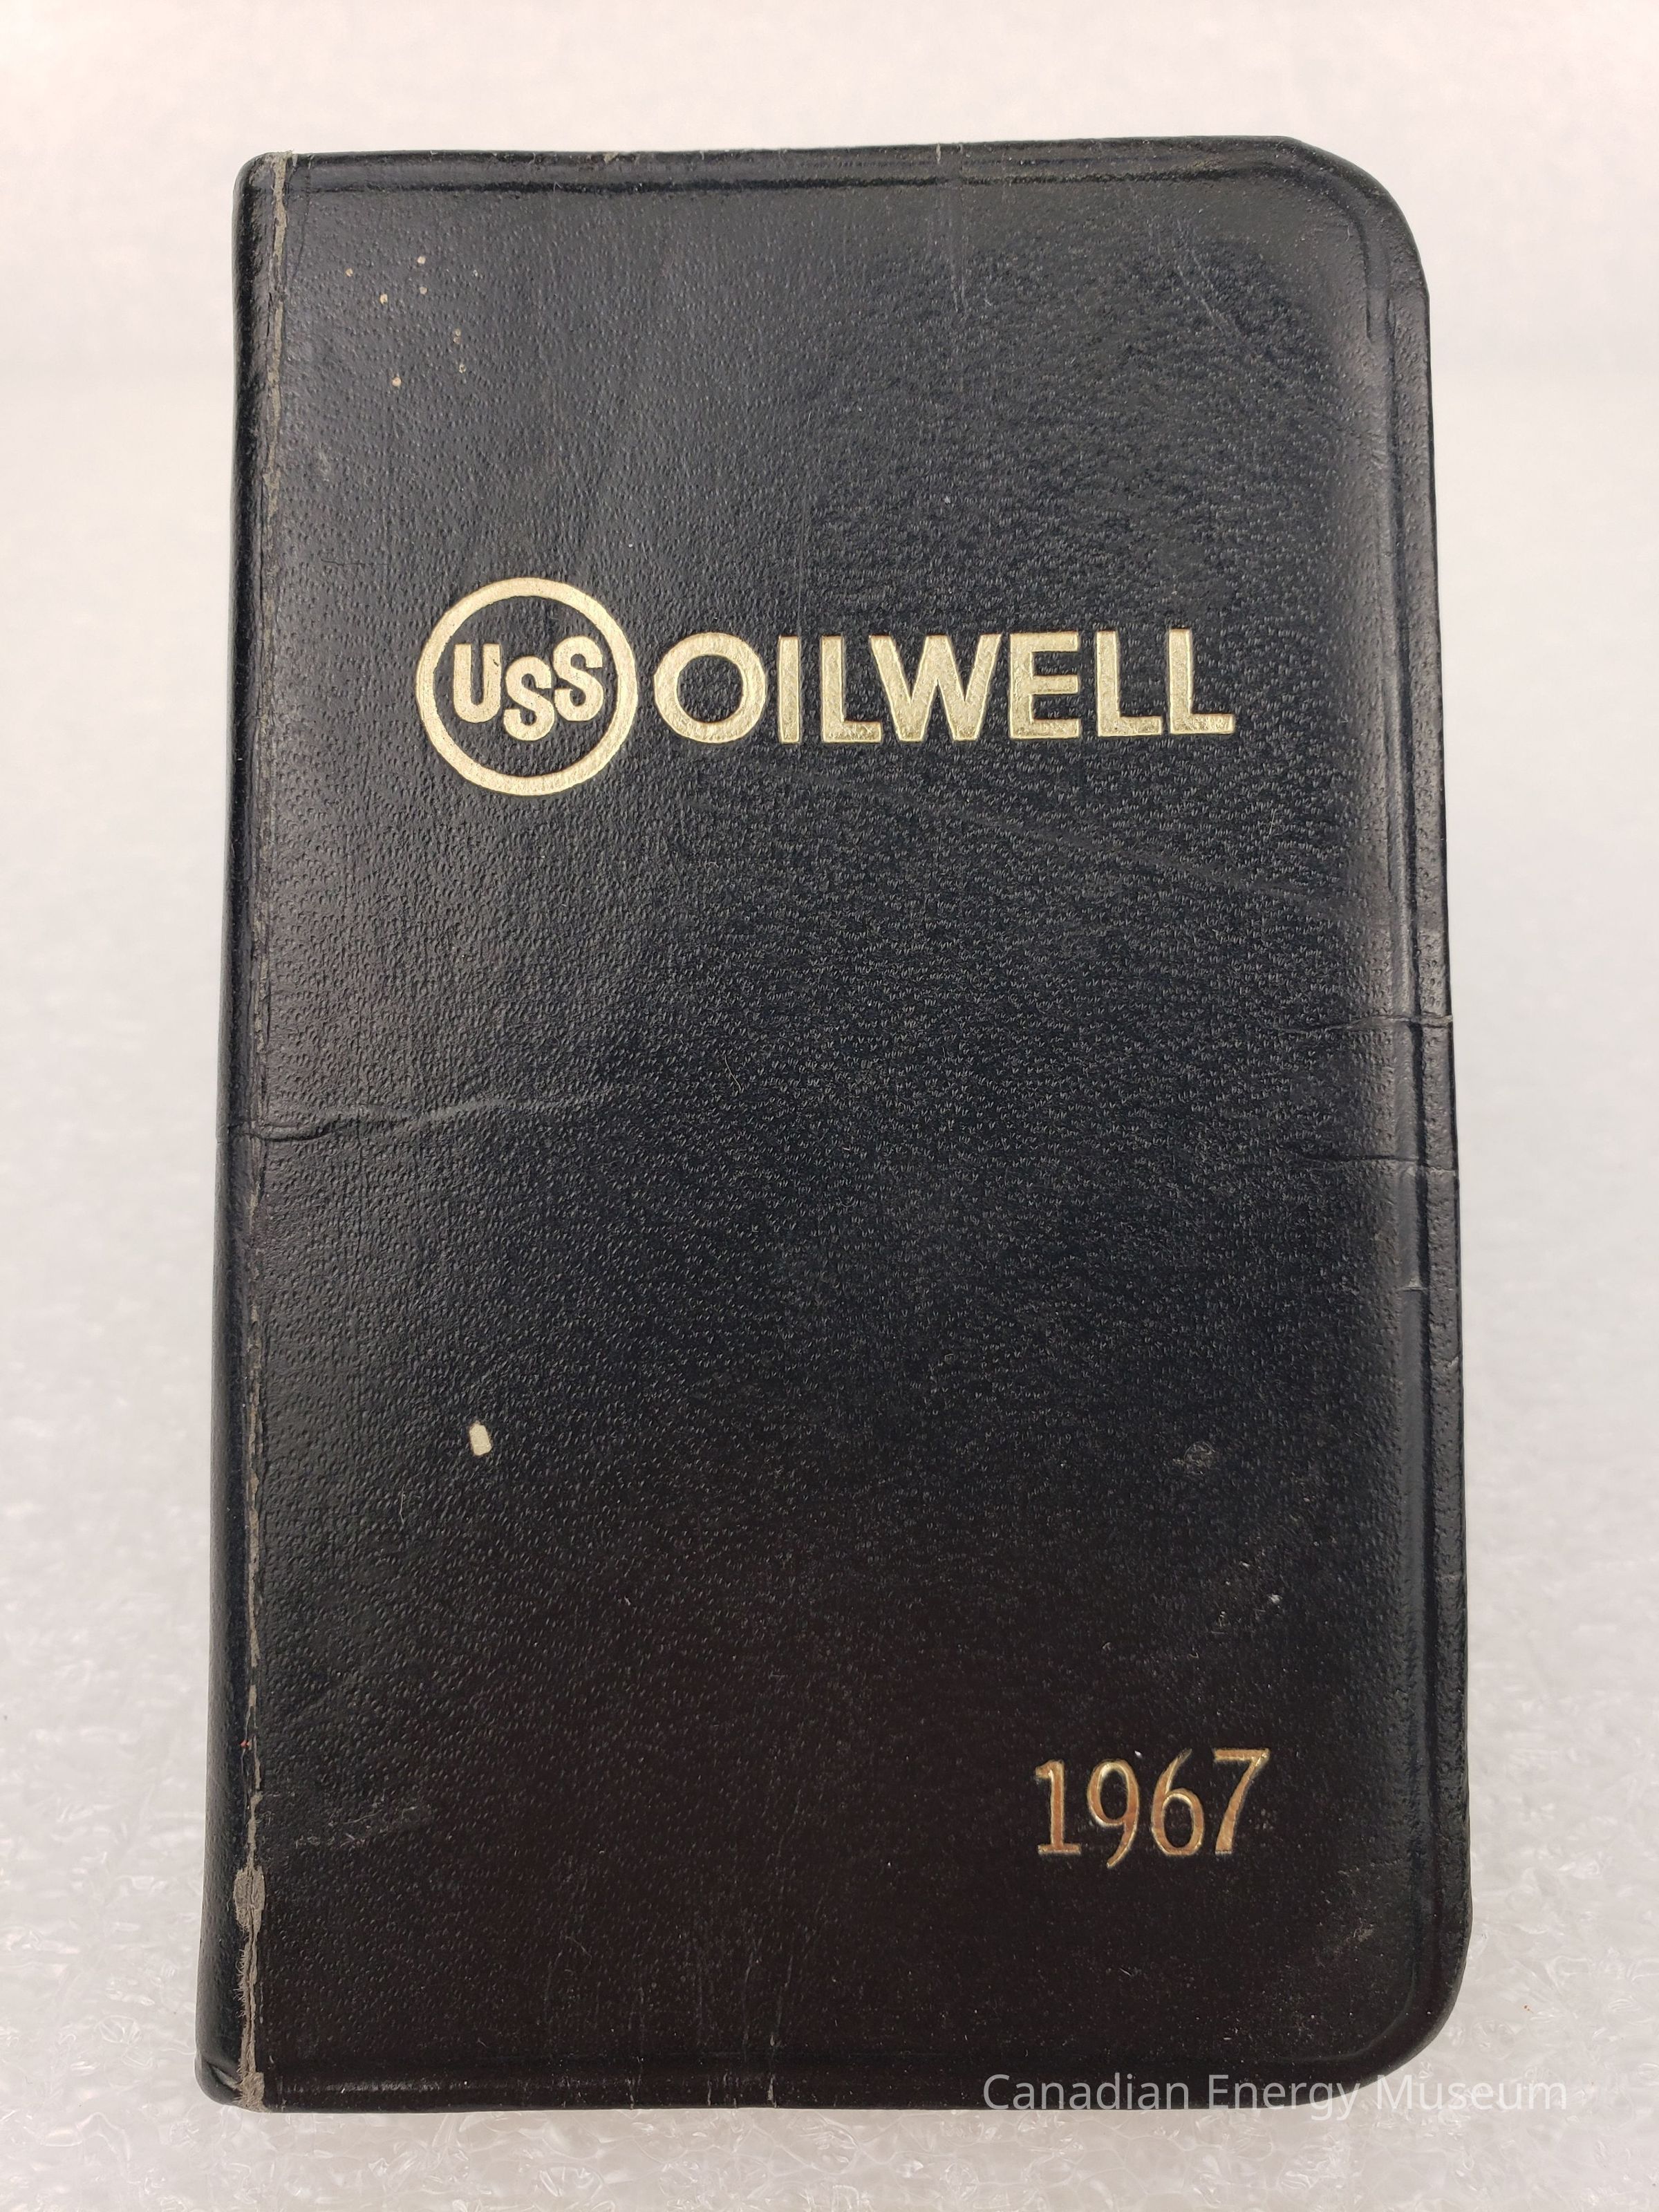 USS OILWELL
1967
Canadian Energy Museum